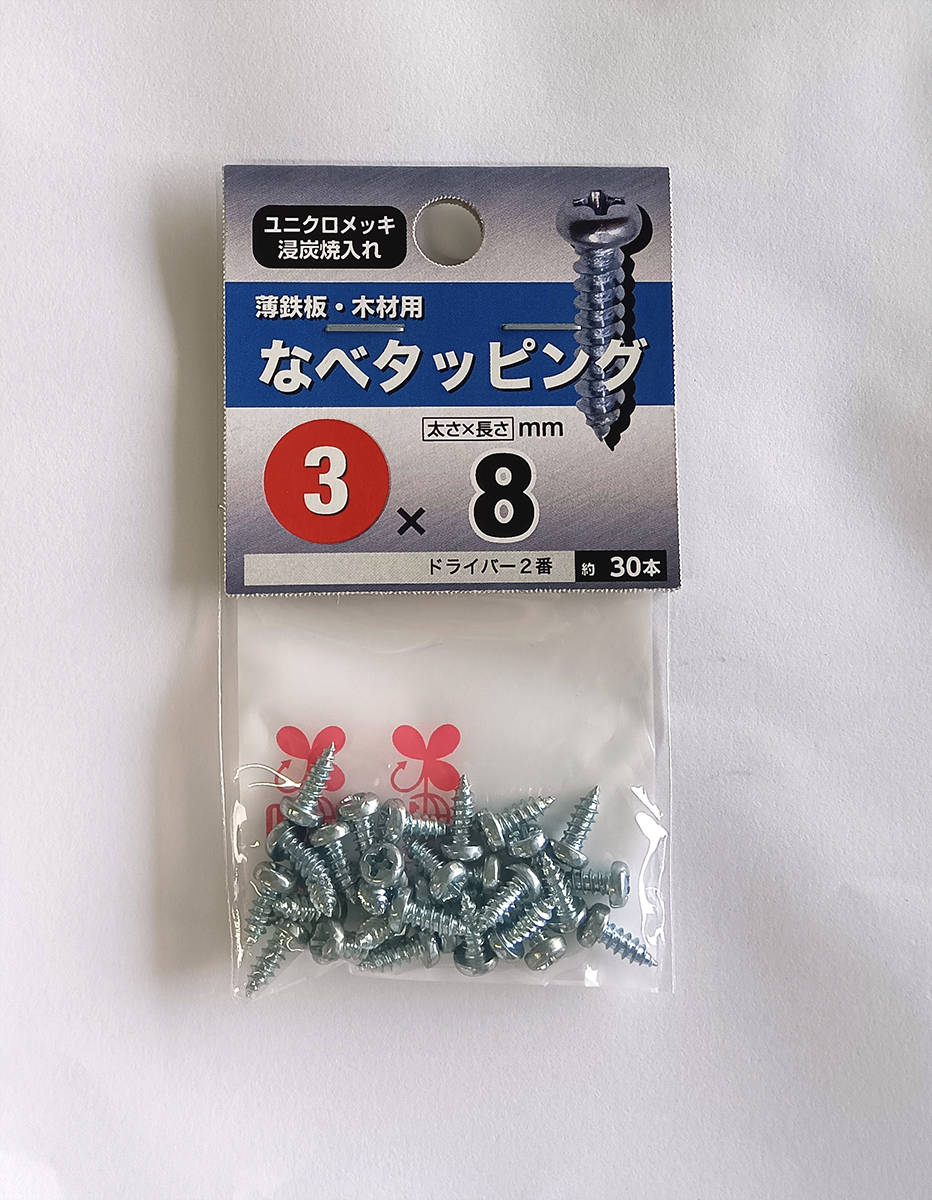 ユニクロメッキ
浸炭焼入れ
薄鉄板・木材用
なべタッピング
太さ×長さ mm
3 × 8
ドライバー2番
約 30本